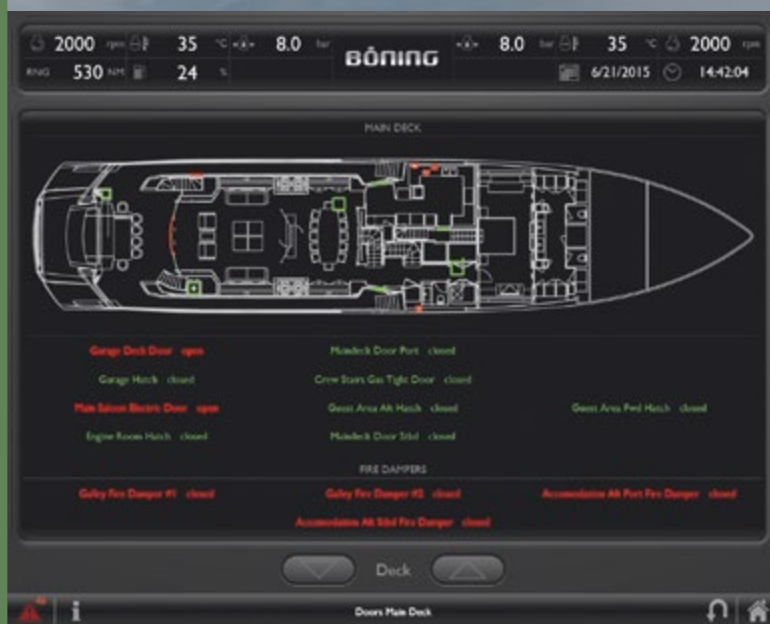 2000 rpm 35 °C 8.0 bar BÖNING 8.0 bar 35 °C 2000 rpm
RNG 530 NM 24 % 6/21/2015 14:42:04
MAIN DECK
Garage Deck Door open Maindeck Door Port closed
Garage Hatch closed Crew Stairs Gas Tight Door closed
Main Saloon Electric Door open Guest Area Aft Hatch closed Guest Area Fwd Hatch closed
Engine Room Hatch closed Maindeck Door Stbd closed
FIRE DAMPERS
Galley Fire Damper #1 closed Galley Fire Damper #2 closed Accomodation Aft Port Fire Damper closed
Accomodation Aft Stbd Fire Damper closed
Deck
i Doors Main Deck